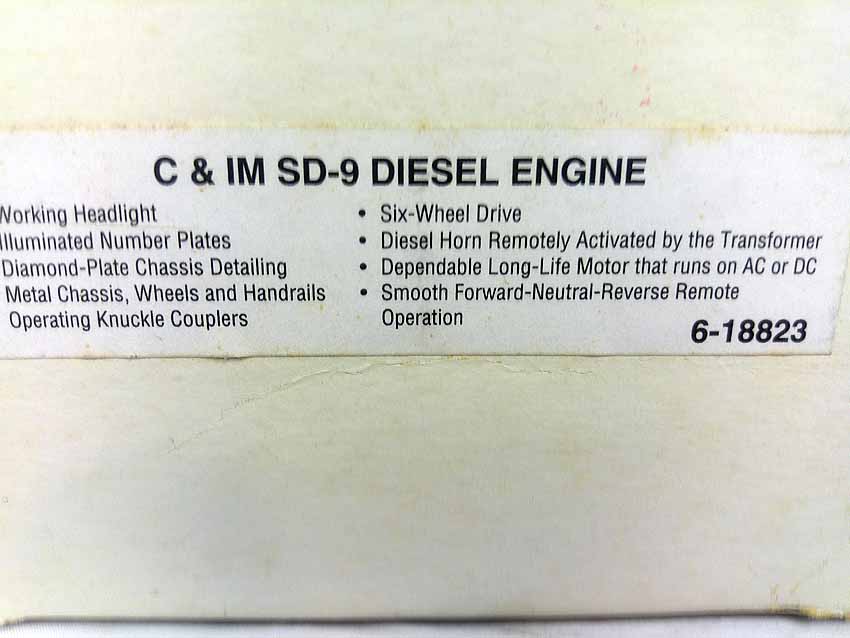 C & IM SD-9 DIESEL ENGINE
Working Headlight
Illuminated Number Plates
Diamond-Plate Chassis Detailing
Metal Chassis, Wheels and Handrails
Operating Knuckle Couplers
• Six-Wheel Drive
• Diesel Horn Remotely Activated by the Transformer
• Dependable Long-Life Motor that runs on AC or DC
• Smooth Forward-Neutral-Reverse Remote
Operation
6-18823